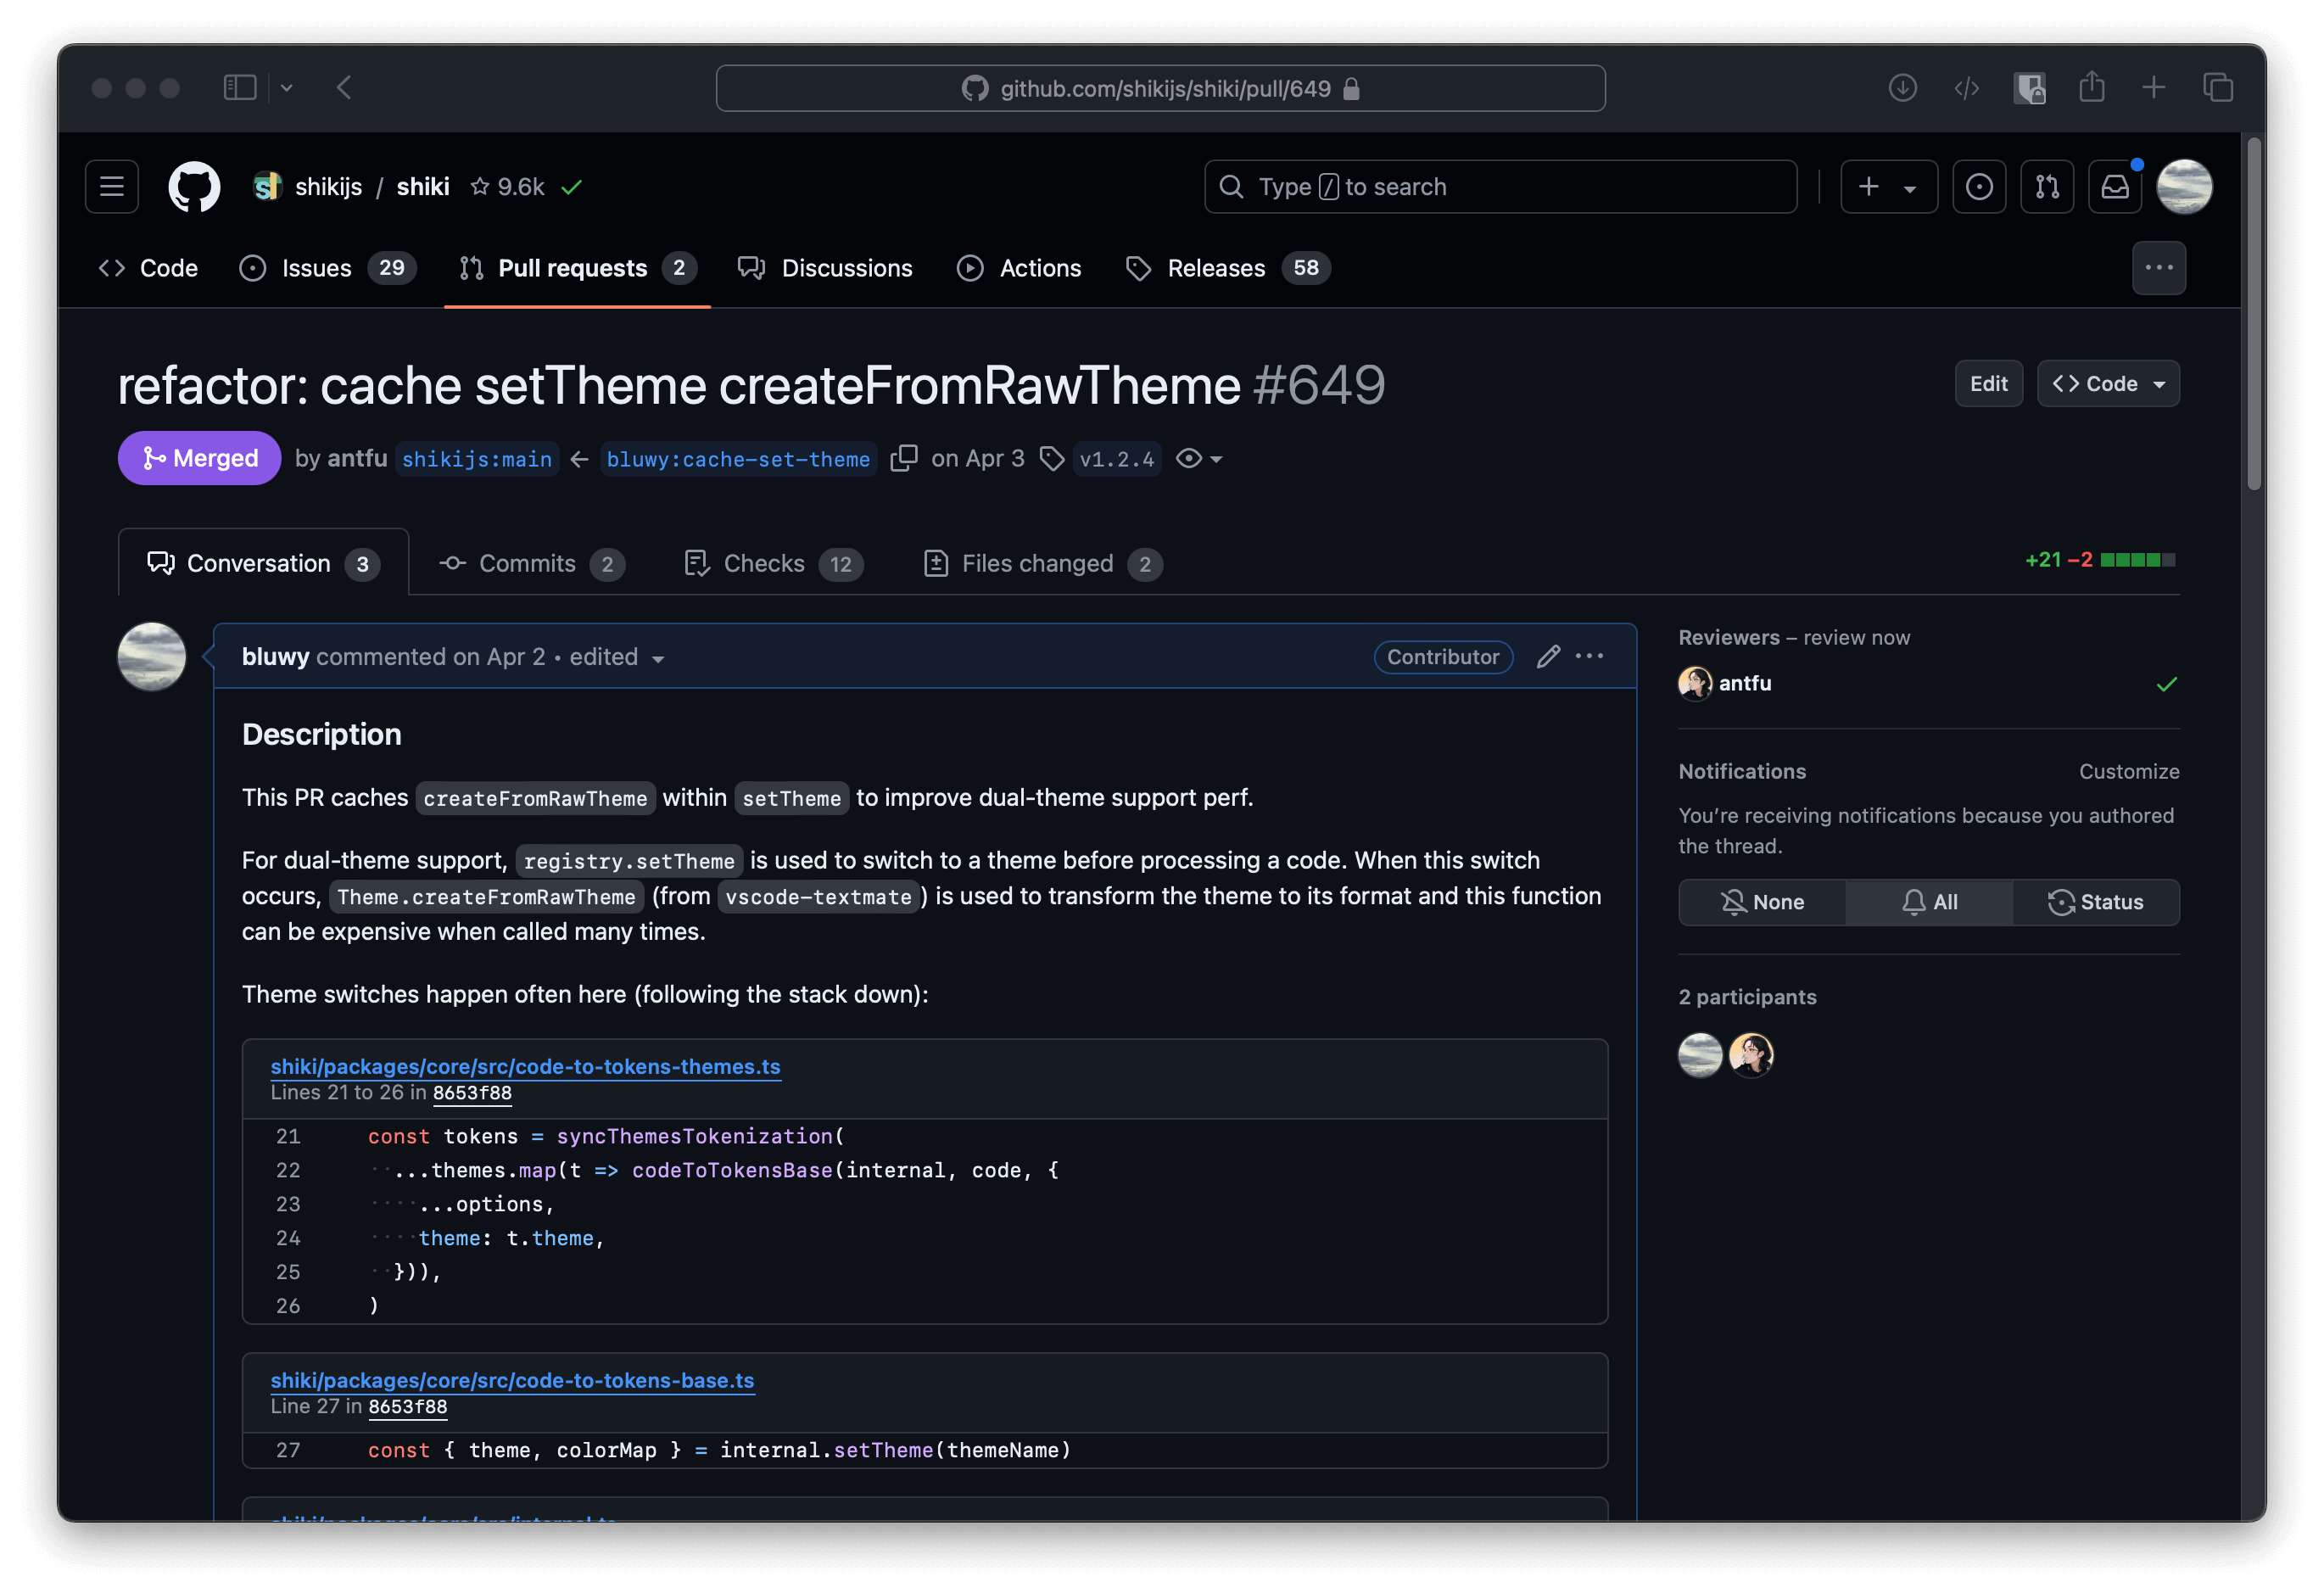 github.com/shikijs/shiki/pull/649
shikijs / shiki 9.6k
Type / to search
Code Issues 29 Pull requests 2 Discussions Actions Releases 58
refactor: cache setTheme createFromRawTheme #649
Edit Code
Merged by antfu shikijs:main ← bluwy:cache-set-theme on Apr 3 v1.2.4
Conversation 3 Commits 2 Checks 12 Files changed 2
+21 −2
bluwy commented on Apr 2 • edited
Contributor
Description
This PR caches createFromRawTheme within setTheme to improve dual-theme support perf.
For dual-theme support, registry.setTheme is used to switch to a theme before processing a code. When this switch
occurs, Theme.createFromRawTheme (from vscode-textmate) is used to transform the theme to its format and this function
can be expensive when called many times.
Theme switches happen often here (following the stack down):
shiki/packages/core/src/code-to-tokens-themes.ts
Lines 21 to 26 in 8653f88
21 const tokens = syncThemesTokenization(
22 ...themes.map(t => codeToTokensBase(internal, code, {
23 ...options,
24 theme: t.theme,
25 })),
26 )
shiki/packages/core/src/code-to-tokens-base.ts
Line 27 in 8653f88
27 const { theme, colorMap } = internal.setTheme(themeName)
shiki/packages/core/src/internal.ts
Reviewers – review now
antfu
Notifications Customize
You’re receiving notifications because you authored
the thread.
None All Status
2 participants